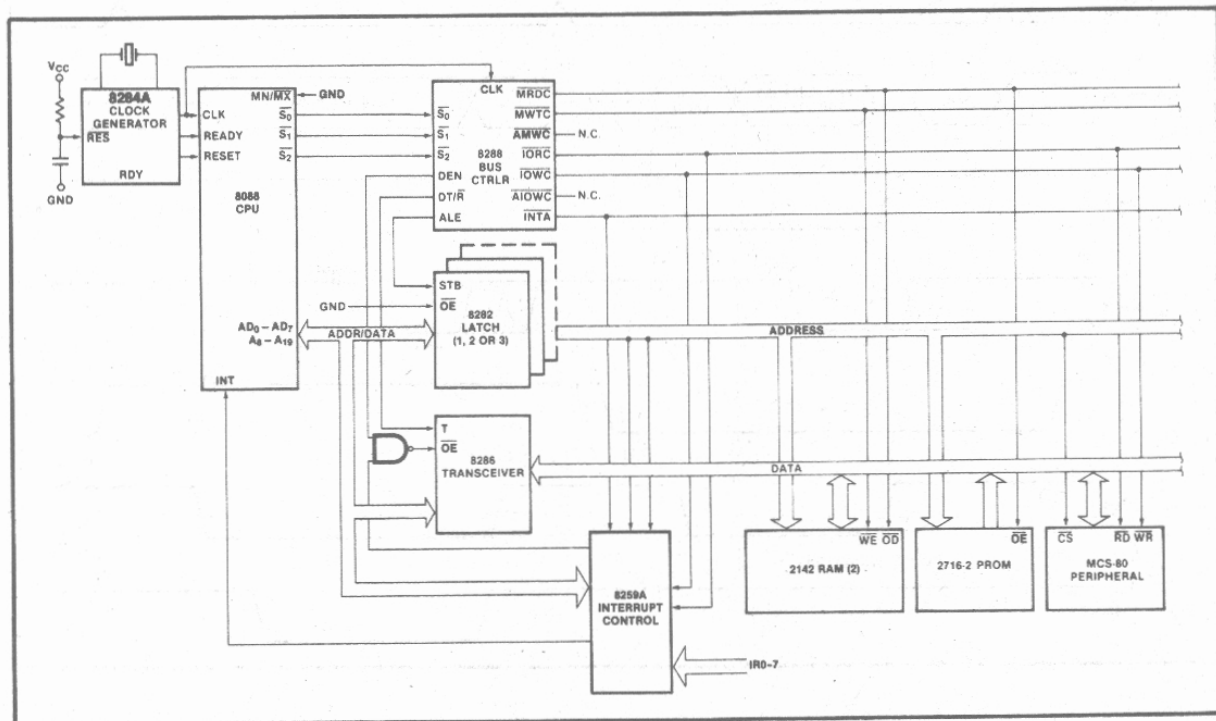 VCC
8284A
CLOCK
GENERATOR
RES
RDY
GND
MN/MX
GND
CLK
READY
RESET
S0
S1
S2
8088
CPU
AD0 – AD7
A8 – A19
INT
CLK
S0
S1
S2
DEN
DT/R
ALE
8288
BUS
CTRLR
MRDC
MWTC
AMWC
N.C.
IORC
IOWC
AIOWC
N.C.
INTA
STB
GND
OE
8282
LATCH
(1, 2 OR 3)
ADDR/DATA
ADDRESS
T
OE
8286
TRANSCEIVER
DATA
8259A
INTERRUPT
CONTROL
IR0-7
WE OD
2142 RAM (2)
OE
2716-2 PROM
CS RD WR
MCS-80
PERIPHERAL